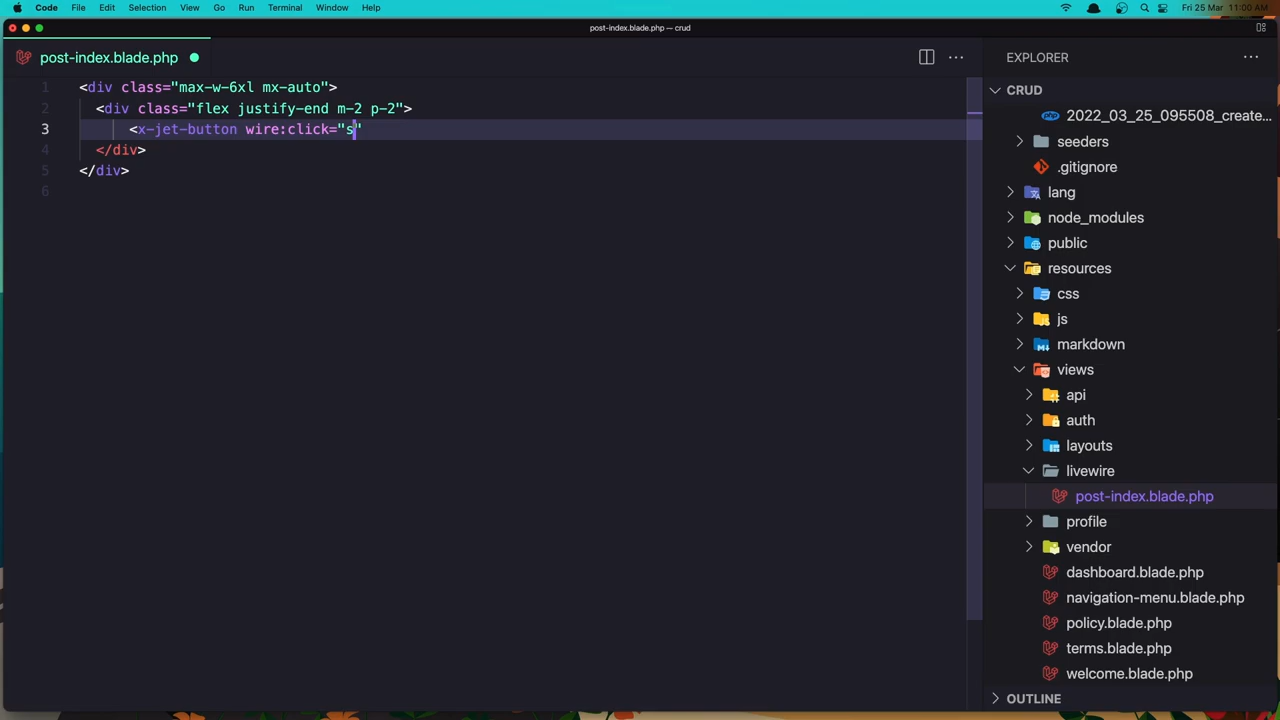 Code File Edit Selection View Go Run Terminal Window Help Fri 25 Mar 11:00 AM
post-index.blade.php — crud
post-index.blade.php
1 <div class="max-w-6xl mx-auto">
2 <div class="flex justify-end m-2 p-2">
3 <x-jet-button wire:click="s"
4 </div>
5 </div>
6
EXPLORER
CRUD
2022_03_25_095508_create...
seeders
.gitignore
lang
node_modules
public
resources
css
js
markdown
views
api
auth
layouts
livewire
post-index.blade.php
profile
vendor
dashboard.blade.php
navigation-menu.blade.php
policy.blade.php
terms.blade.php
welcome.blade.php
OUTLINE